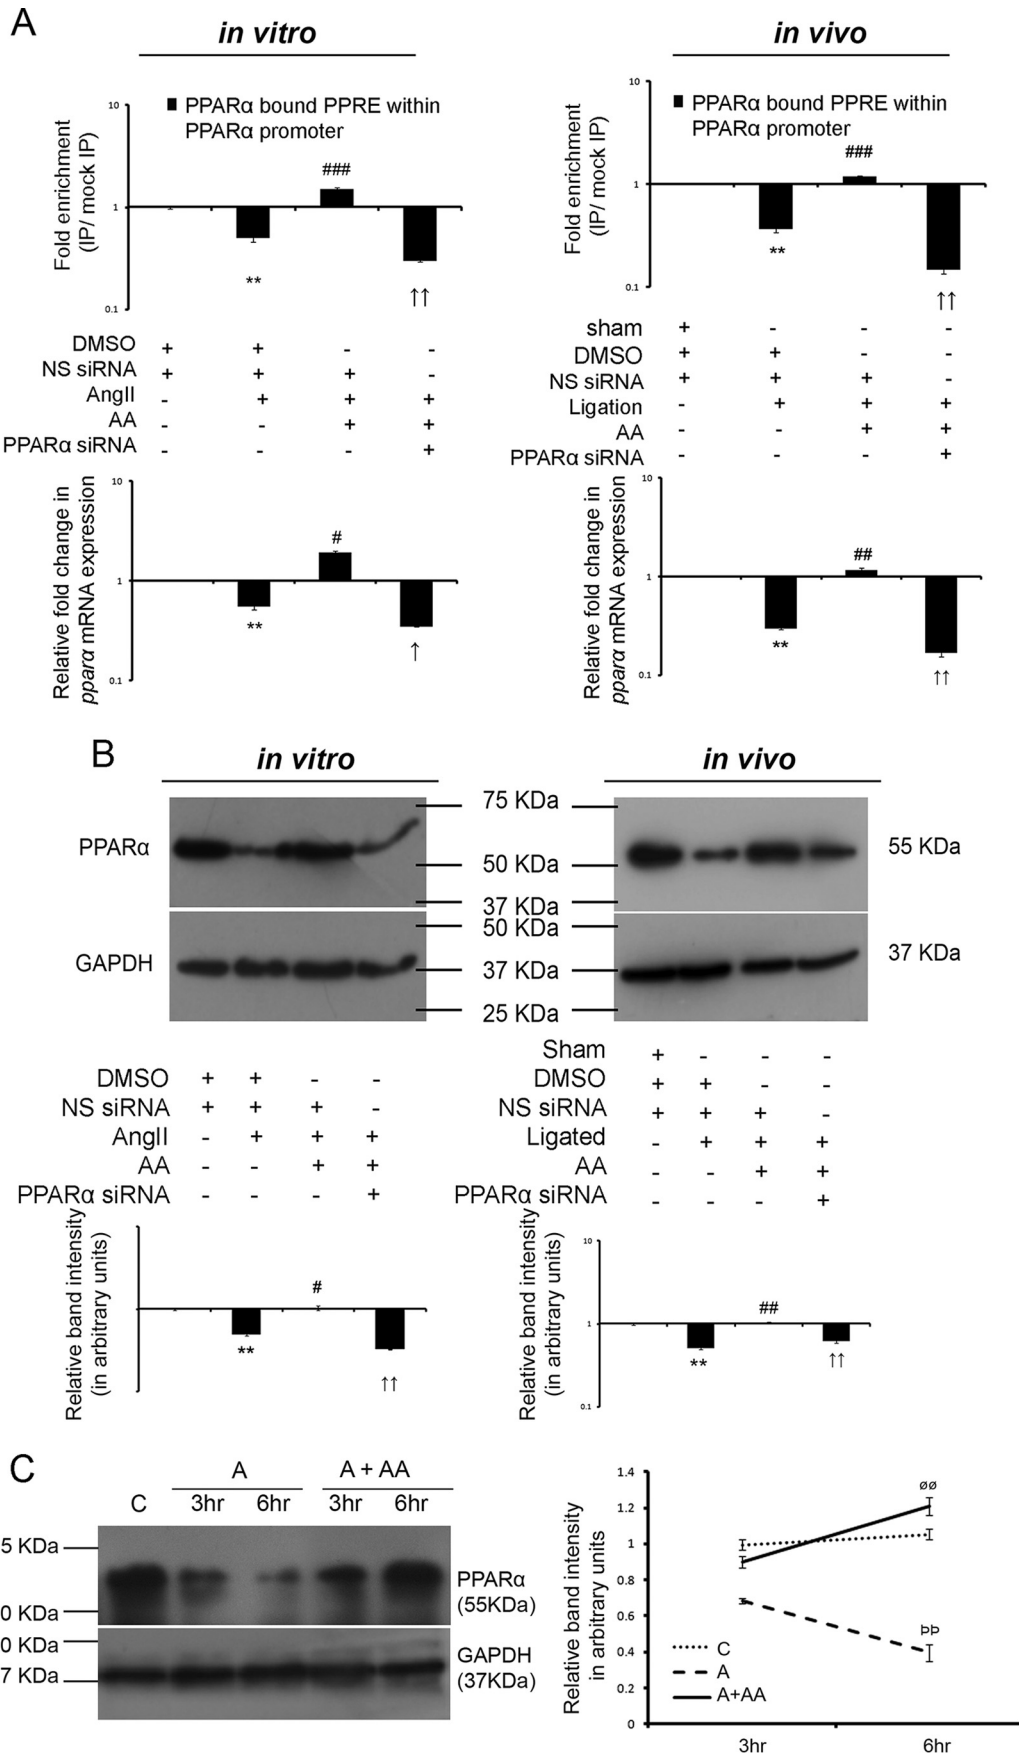 A
in vitro
in vivo
PPARα bound PPRE within
PPARα promoter
Fold enrichment
(IP/ mock IP)
10
1
0.1
###
**
↑↑
DMSO + + - -
NS siRNA + + + -
AngII - + + +
AA - - + +
PPARα siRNA - - - +
PPARα bound PPRE within
PPARα promoter
Fold enrichment
(IP/ mock IP)
10
1
0.1
###
**
↑↑
sham + - - -
DMSO + + - -
NS siRNA + + + -
Ligation - + + +
AA - - + +
PPARα siRNA - - - +
Relative fold change in
pparα mRNA expression
10
1
0.1
#
**
↑
Relative fold change in
pparα mRNA expression
10
1
0.1
##
**
↑↑
B
in vitro
in vivo
PPARα
GAPDH
75 KDa
50 KDa
37 KDa
50 KDa
37 KDa
25 KDa
55 KDa
37 KDa
DMSO + + - -
NS siRNA + + + -
AngII - + + +
AA - - + +
PPARα siRNA - - - +
Sham + - - -
DMSO + + - -
NS siRNA + + + -
Ligated - + + +
AA - - + +
PPARα siRNA - - - +
Relative band intensity
(in arbitrary units)
#
**
↑↑
Relative band intensity
(in arbitrary units)
10
1
0.1
##
**
↑↑
C
A
A + AA
C 3hr 6hr 3hr 6hr
5 KDa
0 KDa
0 KDa
7 KDa
PPARα
(55KDa)
GAPDH
(37KDa)
Relative band intensity
in arbitrary units
1.4
1.2
1
0.8
0.6
0.4
0.2
0
øø
ÞÞ
C
A
A+AA
3hr
6hr